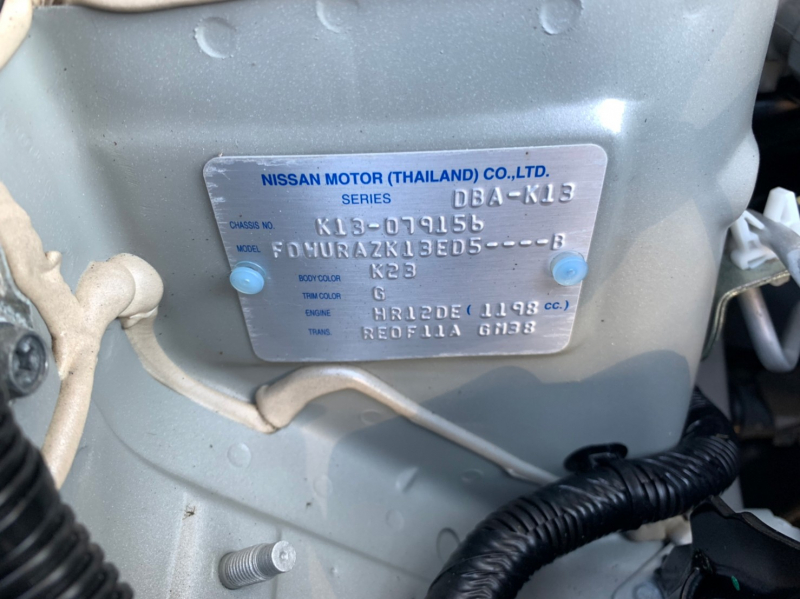 NISSAN MOTOR (THAILAND) CO.,LTD.
SERIES DBA-K13
CHASSIS NO. K13-079156
MODEL FDWURAZK13ED5----B
BODY COLOR K23
TRIM COLOR G
ENGINE HR12DE ( 1198 CC.)
TRANS. RE0F11A GM38